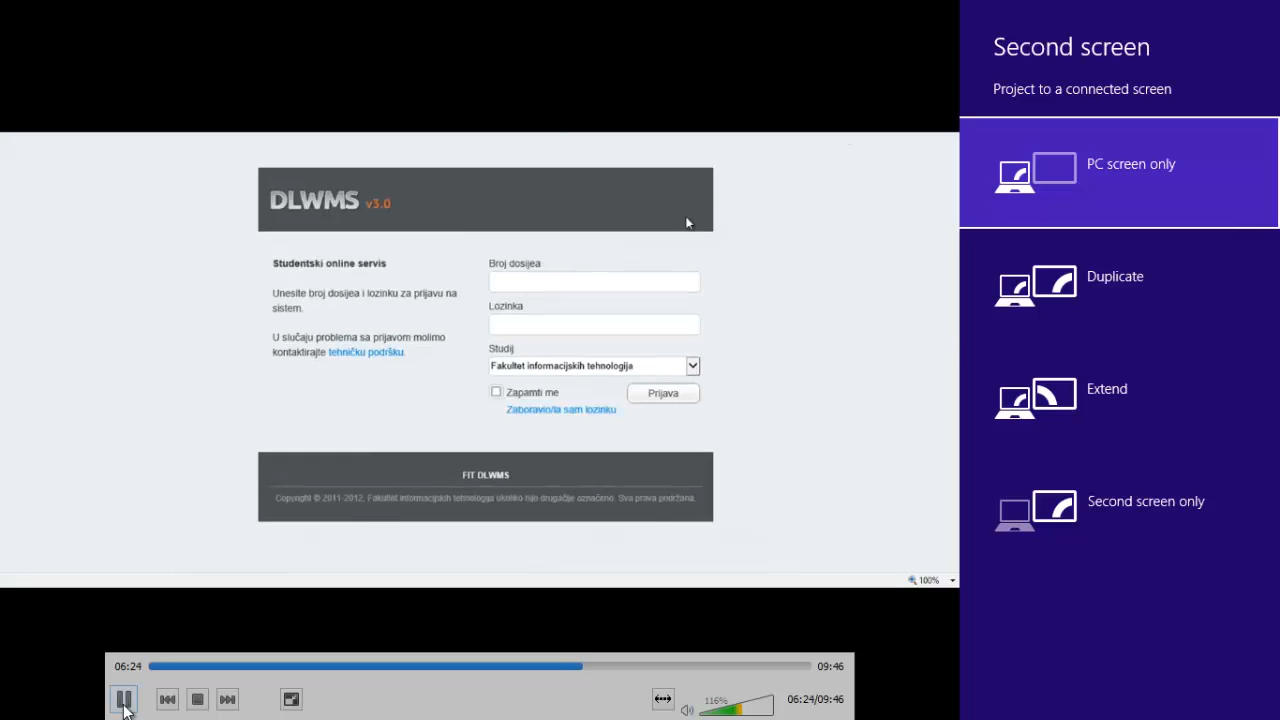 DLWMS v3.0
Studentski online servis
Unesite broj dosijea i lozinku za prijavu na
sistem.
U slučaju problema sa prijavom molimo
kontaktirajte tehničku podršku.
Broj dosijea
Lozinka
Studij
Fakultet informacijskih tehnologija
Zapamti me
Prijava
Zaboravio/la sam lozinku
FIT DLWMS
Copyright © 2011-2012, Fakultet informacijskih tehnologija ukoliko nije drugačije označeno. Sva prava podržana.
100%
06:24
09:46
116%
06:24/09:46
Second screen
Project to a connected screen
PC screen only
Duplicate
Extend
Second screen only